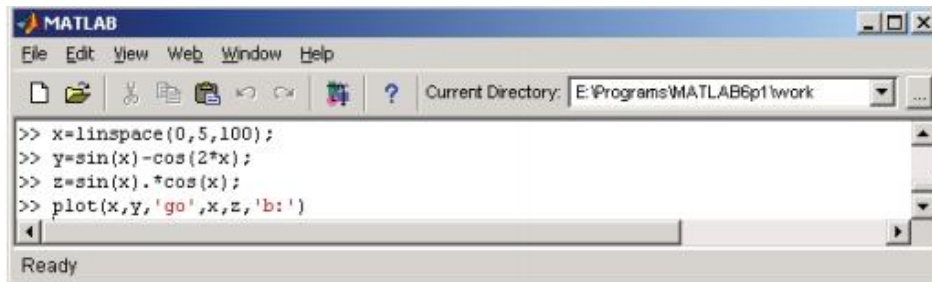 MATLAB
File Edit View Web Window Help
? Current Directory: E:\Programs\MATLAB6p1\work ...
>> x=linspace(0,5,100);
>> y=sin(x)-cos(2*x);
>> z=sin(x).*cos(x);
>> plot(x,y,'go',x,z,'b:')
Ready